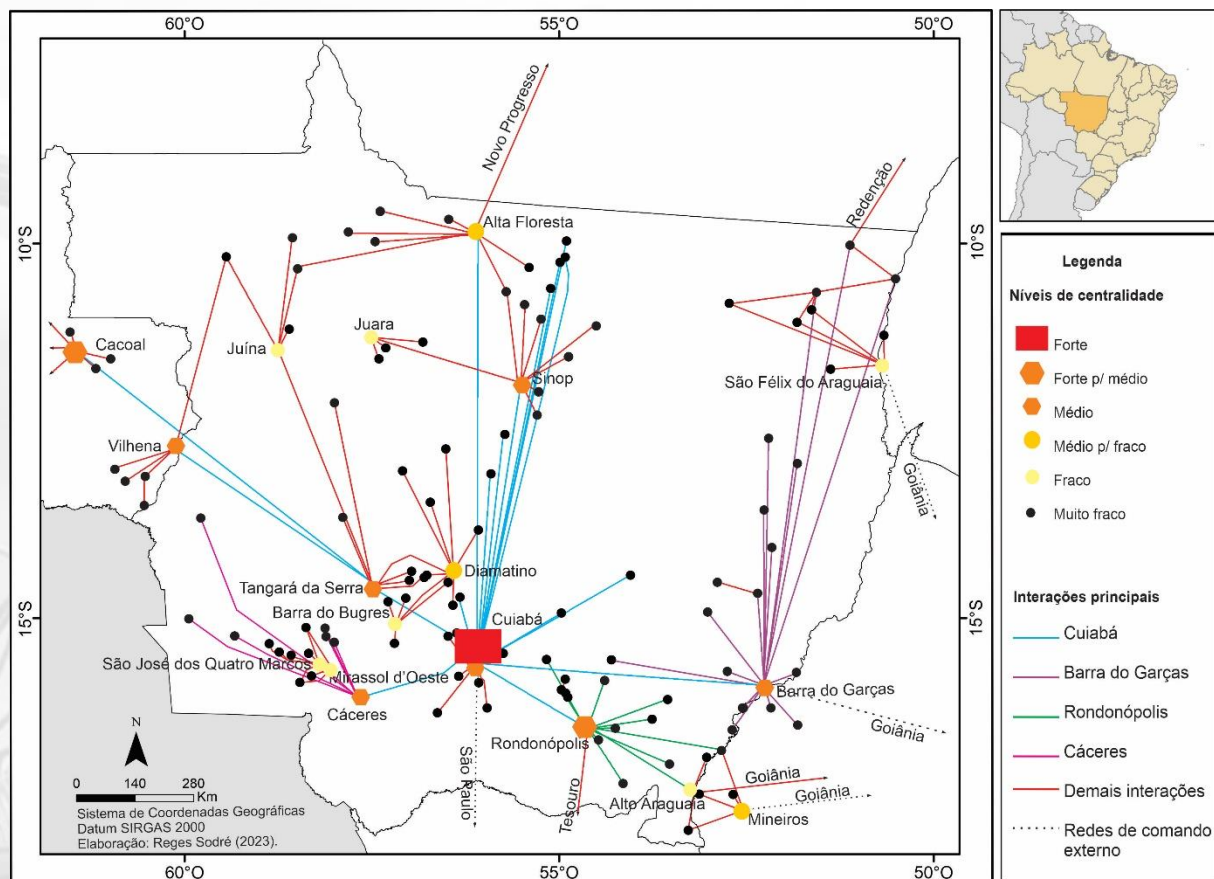 60°O
55°O
50°O
Novo Progresso
Redenção
Alta Floresta
10°S
10°S
Juara
Cacoal
Juína
Sinop
São Félix do Araguaia
Vilhena
Goiânia
Diamatino
Tangará da Serra
Barra do Bugres
Cuiabá
15°S
15°S
São José dos Quatro Marcos
Mirassol d'Oeste
Barra do Garças
Cáceres
Goiânia
Rondonópolis
São Paulo
Tesouro
Goiânia
Goiânia
Alto Araguaia
Mineiros
N
0 140 280
Km
Sistema de Coordenadas Geográficas
Datum SIRGAS 2000
Elaboração: Reges Sodré (2023).
60°O
55°O
50°O
Legenda
Níveis de centralidade
Forte
Forte p/ médio
Médio
Médio p/ fraco
Fraco
Muito fraco
Interações principais
Cuiabá
Barra do Garças
Rondonópolis
Cáceres
Demais interações
Redes de comando
externo